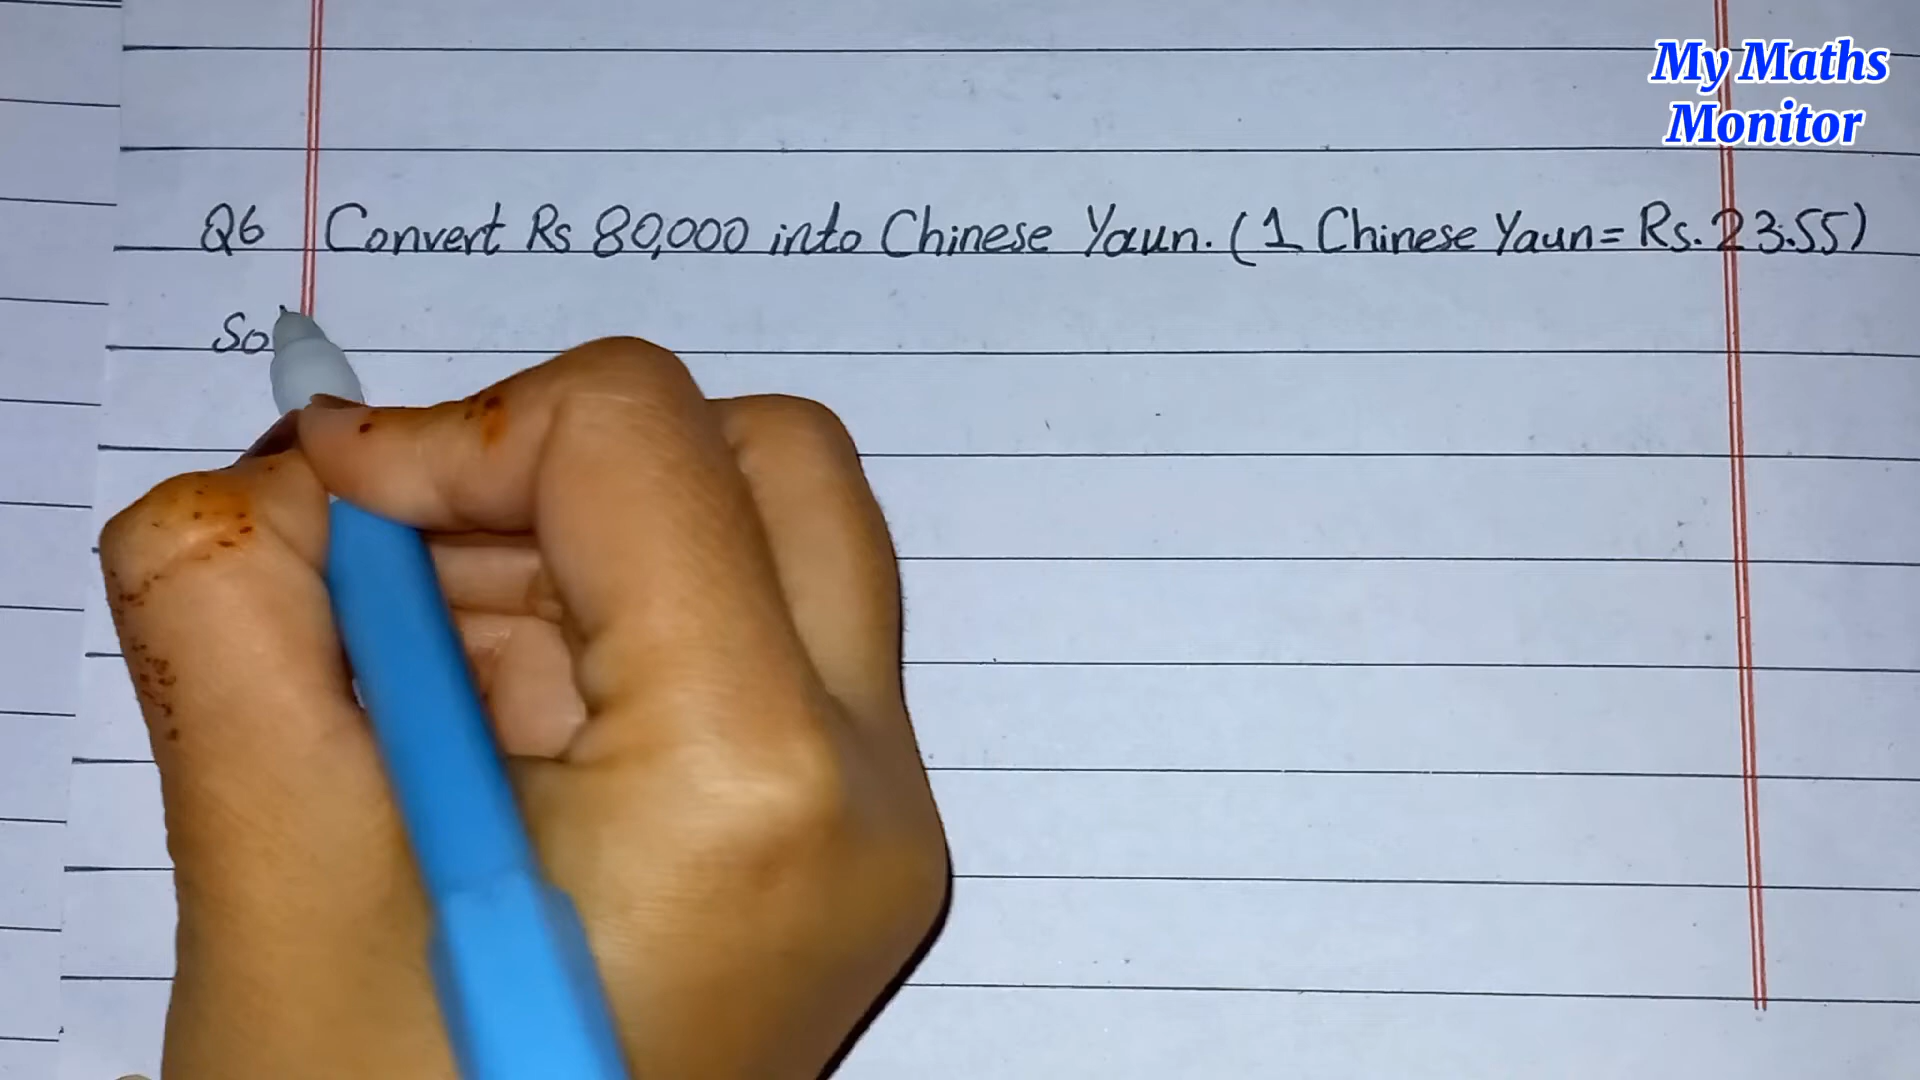 My Maths
Monitor
Q6 Convert Rs 80,000 into Chinese Yaun. (1 Chinese Yaun = Rs. 23.55)
So